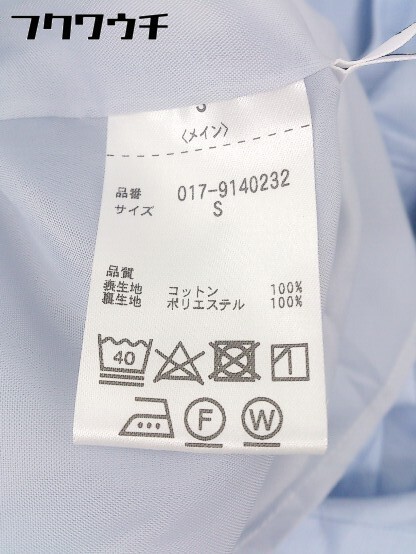 フクワウチ
S
〈メイン〉
品番 017-9140232
サイズ S
品質
表生地 コットン 100%
裏生地 ポリエステル 100%
40
F W